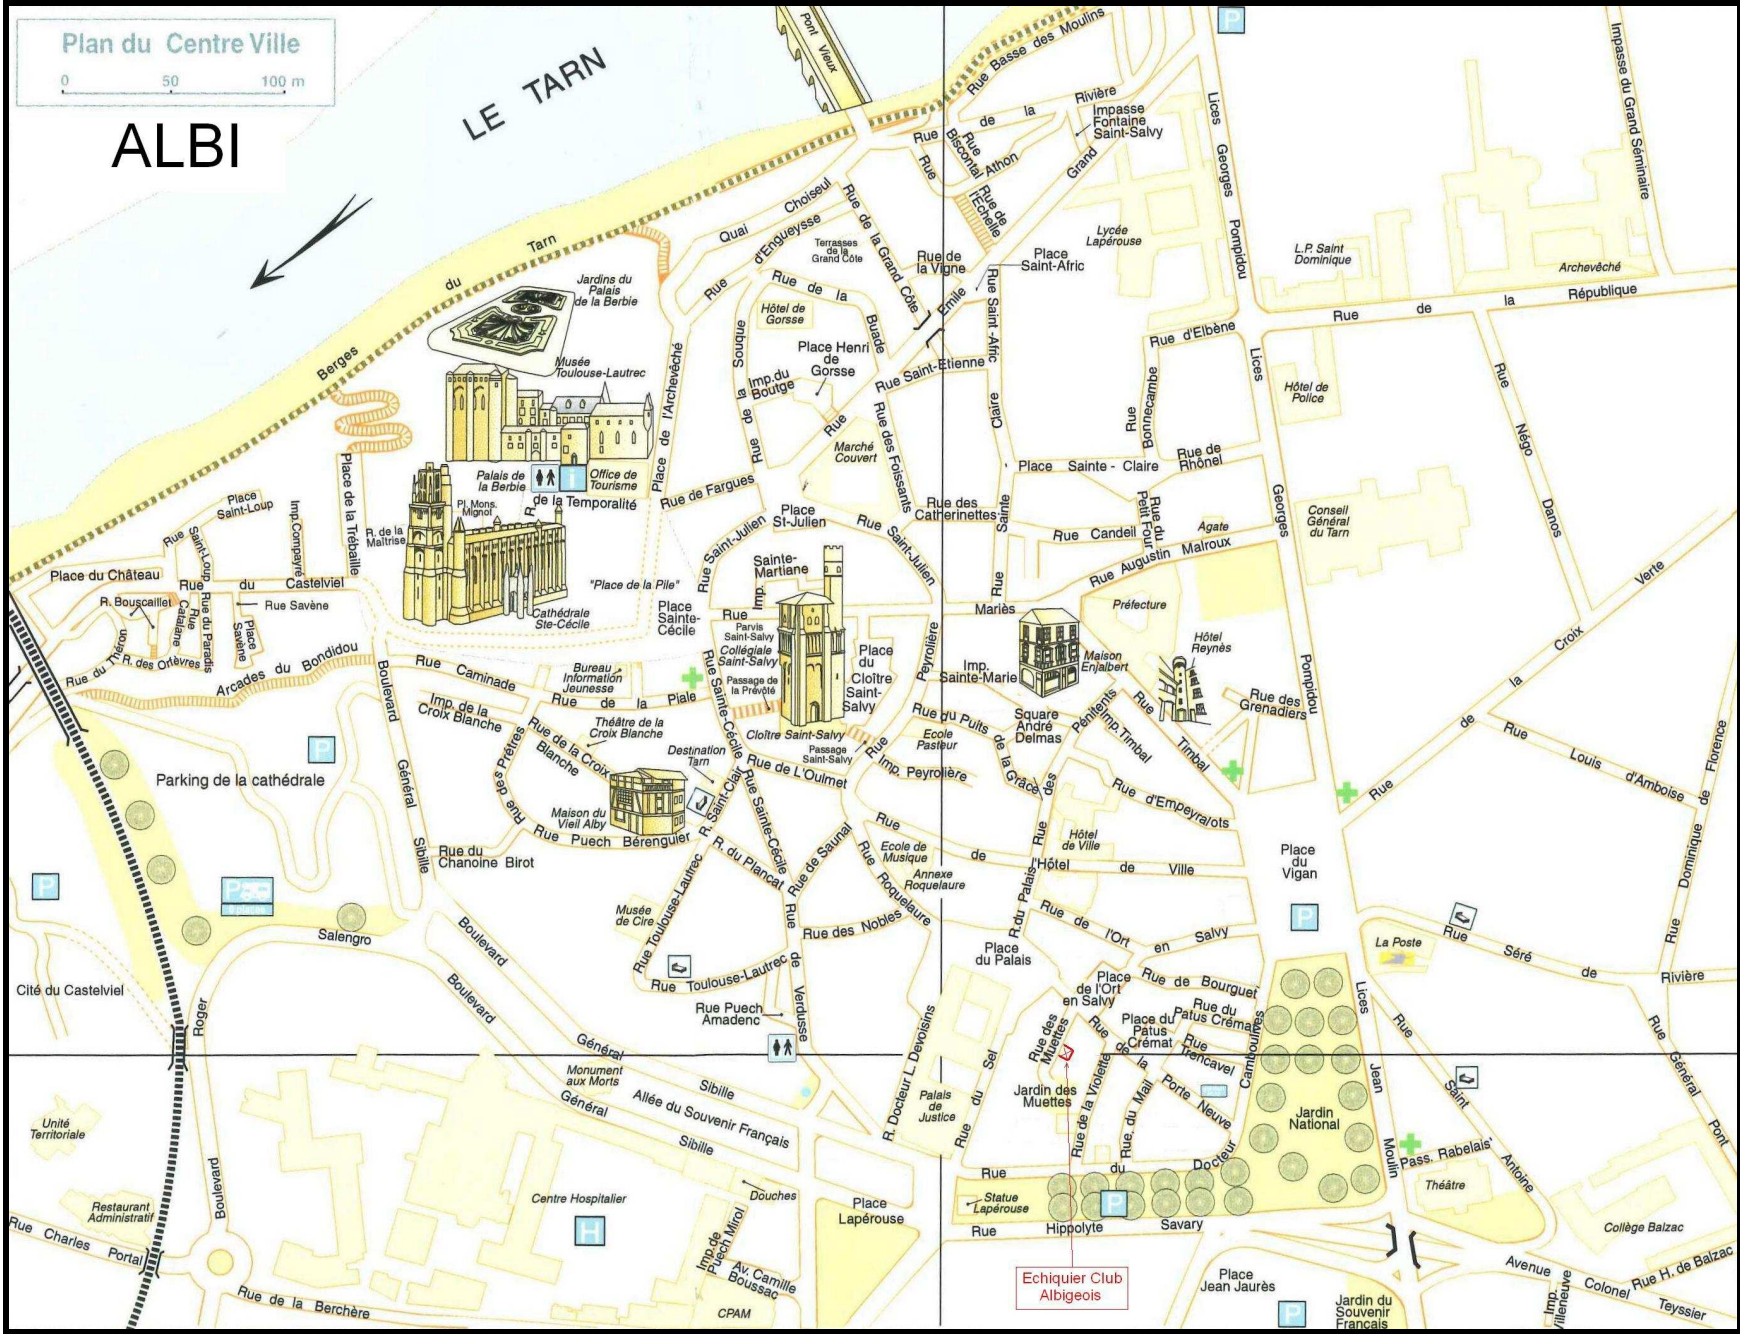 Plan du Centre Ville
0 50 100 m
ALBI
LE TARN
Pont Vieux
Rue Basse des Moulins
P
Impasse du Grand Séminaire
Rue de la Rivière
Impasse
Fontaine
Saint-Salvy
Lices Georges Pompidou
Rue
Biscontal
Rue Athon
Rue de
l'Echelle
Grand
Lycée
Lapérouse
Quai Choiseul
Rue d'Engueysse
Rue de la Grand Côte
Terrasses
de la
Grand Côte
Rue de
la Vigne
Place
Saint-Afric
L.P. Saint
Dominique
Archevêché
Rue de la République
Berges du Tarn
Jardins du
Palais
de la Berbie
Rue de la Buade
Hôtel de
Gorsse
Emile
Rue Saint-Afric
Rue d'Elbène
Musée
Toulouse-Lautrec
Place de l'Archevêché
Rue de la Souque
Place Henri
de
Gorsse
Imp.du
Boutge
Rue Saint-Etienne
Rue
Marché
Couvert
Rue des Foissants
Rue Sainte Claire
Rue
Bonnecambe
Lices Georges Pompidou
Hôtel de
Police
Rue Négo Danos
Place Sainte-Claire
Rue de
Rhônel
Palais de
la Berbie
i
Office de
Tourisme
R. de la Temporalité
Rue de Fargues
Place de la Trébaille
R. de la
Maîtrise
Pl. Mons.
Mignot
Place
Saint-Loup
Imp.Compayré
Rue Saint-Loup
Place
St-Julien
Rue Saint-Julien
Rue Saint-Julien
Rue des
Catherinettes
Rue Candeil
Rue du
Petit Four
Agate
Rue Augustin Malroux
Conseil
Général
du Tarn
Place du Château
Rue du Castelviel
"Place de la Pile"
Cathédrale
Ste-Cécile
Place
Sainte-
Cécile
Sainte-
Martiane
Imp.
Rue Mariès
Préfecture
R. Bouscaillet
Rue
Catalane
Rue du Paradis
Rue Savène
Place
Savène
Rue du Théron
R. des Orfèvres
Arcades du Bondidou
Parvis
Saint-Salvy
Collégiale
Saint-Salvy
Passage de
la Prévôté
Place
du
Cloître
Saint-
Salvy
Rue Peyrolière
Imp.
Sainte-Marie
Maison
Enjalbert
Hôtel
Reynès
Rue de la Croix Verte
Rue Caminade
Bureau
Information
Jeunesse
Rue de la Piale
Imp. de la
Croix Blanche
Théâtre de la
Croix Blanche
Rue de la Croix
Blanche
Rue des Prêtres
Destination
Tarn
Rue Sainte-Cécile
Cloître Saint-Salvy
Passage
Saint-Salvy
Rue du Puits de la Grâce
Ecole
Pasteur
Square
André
Delmas
Rue des Pénitents
Imp. Timbal
Rue Timbal
Rue des
Grenadiers
Imp. Peyrolière
Rue de L'Oulmet
Boulevard Général Sibille
P
Parking de la cathédrale
Maison du
Vieil Alby
R. Saint-Clair
Rue Sainte-Cécile
Rue d'Empeyralots
Rue Louis d'Amboise
Rue Dominique de Florence
Rue du
Chanoine Birot
Rue Puech Bérenguier
R. du Plancat
Rue de Saunal
Rue de l'Hôtel de Ville
Hôtel
de Ville
Ecole de
Musique
Annexe
Roquelaure
Rue Roquelaure
Place
du
Vigan
P
P
P
Musée
de Cire
Rue Toulouse-Lautrec
Rue Toulouse-Lautrec
Rue des Nobles
Rue de Verdusse
Rue Puech
Amadenc
R.du Palais
Rue de l'Ort en Salvy
Place
du Palais
Place
de l'Ort
en Salvy
Rue de Bourguet
La Poste
Rue Séré de Rivière
Boulevard Roger Salengro
Cité du Castelviel
Boulevard Général Sibille
Boulevard Général Sibille
Monument
aux Morts
Allée du Souvenir Français
R. Docteur L. Devoisins
Palais
de
Justice
Rue du Sel
Rue des
Muettes
Jardin des
Muettes
Rue de la Violette
Rue de la Porte Neuve
Rue du Mail
Place du
Patus
Crémat
Rue du
Patus Crémat
Rue
Trencavel
Camboulives
Docteur
Jardin
National
Lices Jean Moulin
Rue Saint Antoine
Pass. Rabelais
Théâtre
Rue Général Pont
Collège Balzac
Unité
Territoriale
Restaurant
Administratif
Boulevard
Centre Hospitalier
H
Douches
Place
Lapérouse
Rue du
Statue
Lapérouse
P
Rue Hippolyte Savary
Rue Charles Portal
Rue de la Berchère
Imp.de
Puech Mirol
Av. Camille
Boussac
CPAM
Echiquier Club
Albigeois
Place
Jean Jaurès
P
Jardin du
Souvenir
Français
Avenue Colonel Teyssier
Imp.
Villeneuve
Rue H. de Balzac